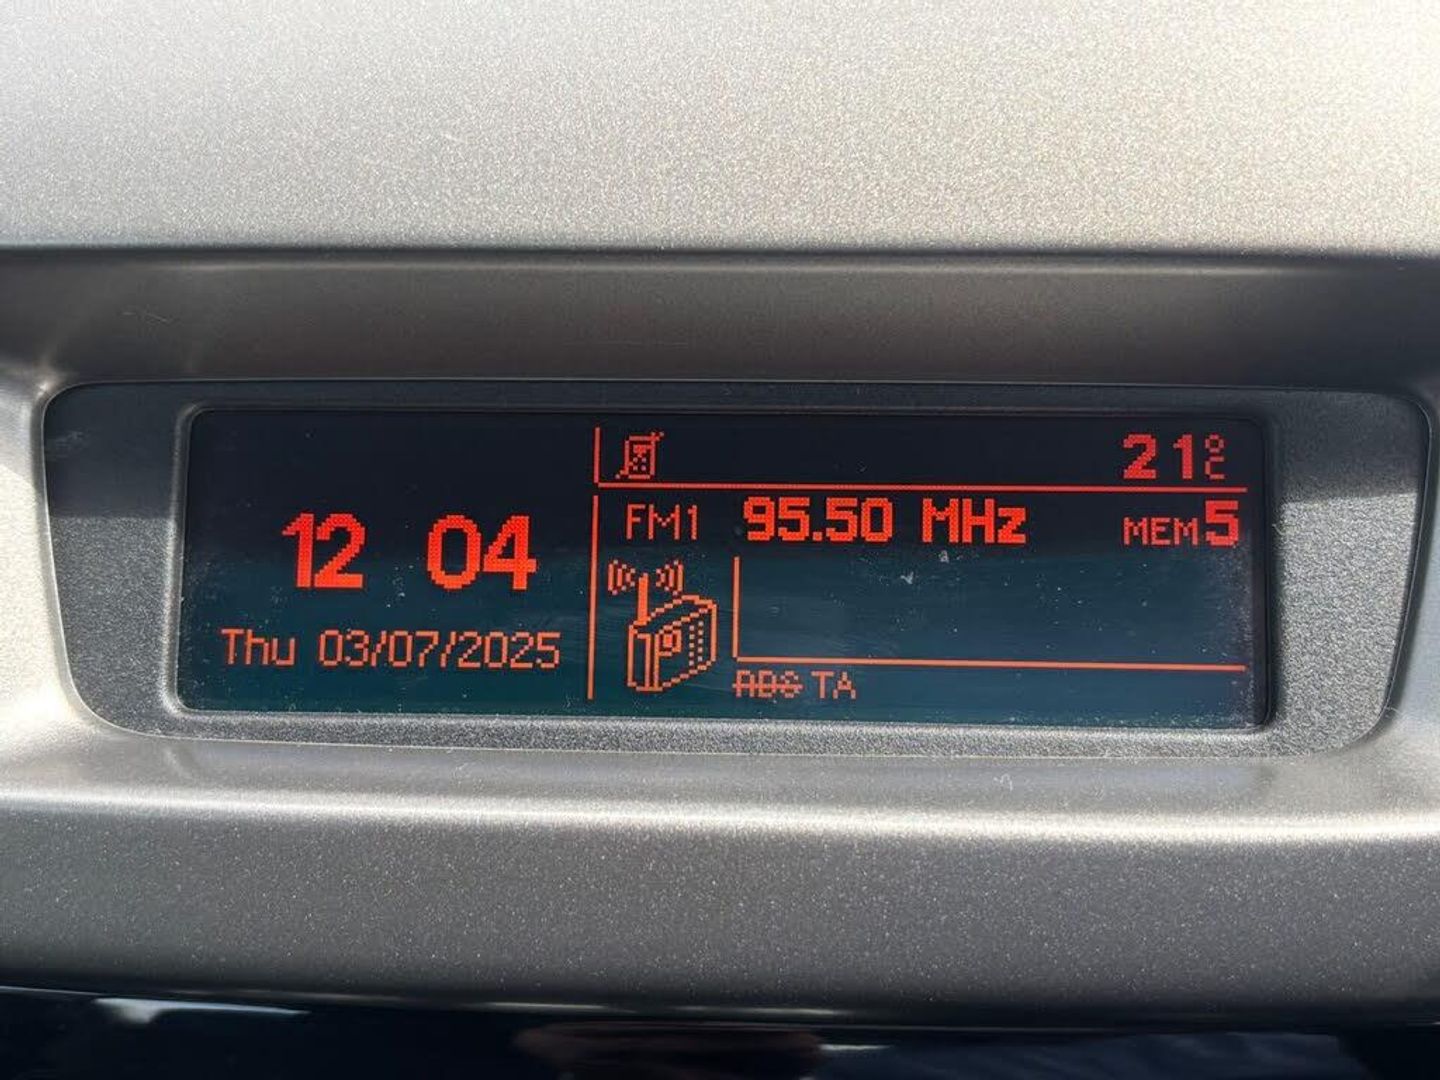 21°C
FM1 95.50 MHz MEM5
12 04
Thu 03/07/2025
RDS TA